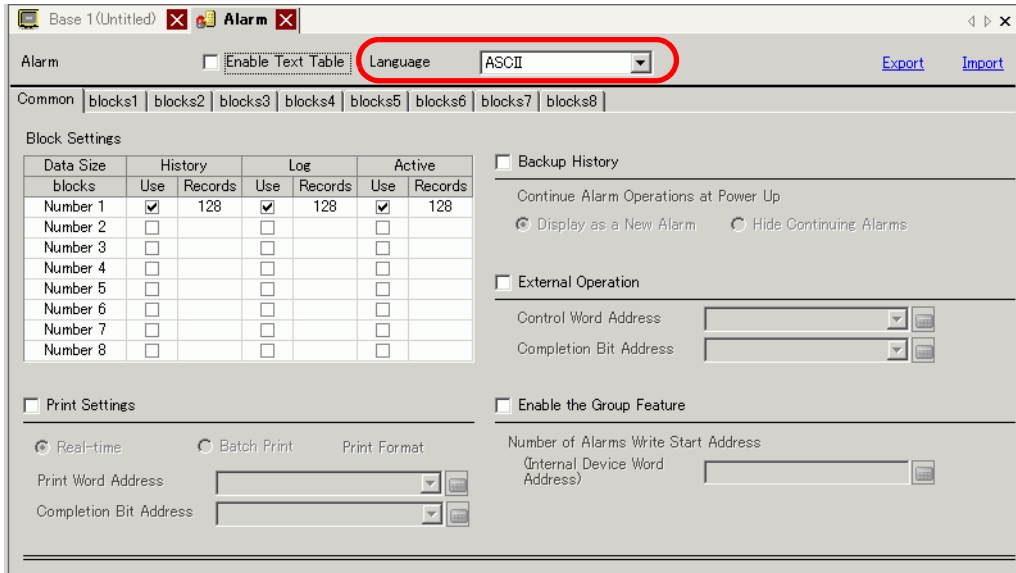 Base 1(Untitled) Alarm
Alarm Enable Text Table Language ASCII Export Import
Common blocks1 blocks2 blocks3 blocks4 blocks5 blocks6 blocks7 blocks8
Block Settings
Data Size History Log Active
blocks Use Records Use Records Use Records
Number 1 128 128 128
Number 2
Number 3
Number 4
Number 5
Number 6
Number 7
Number 8
Backup History
Continue Alarm Operations at Power Up
Display as a New Alarm Hide Continuing Alarms
External Operation
Control Word Address
Completion Bit Address
Print Settings
Real-time Batch Print Print Format
Print Word Address
Completion Bit Address
Enable the Group Feature
Number of Alarms Write Start Address
(Internal Device Word
Address)